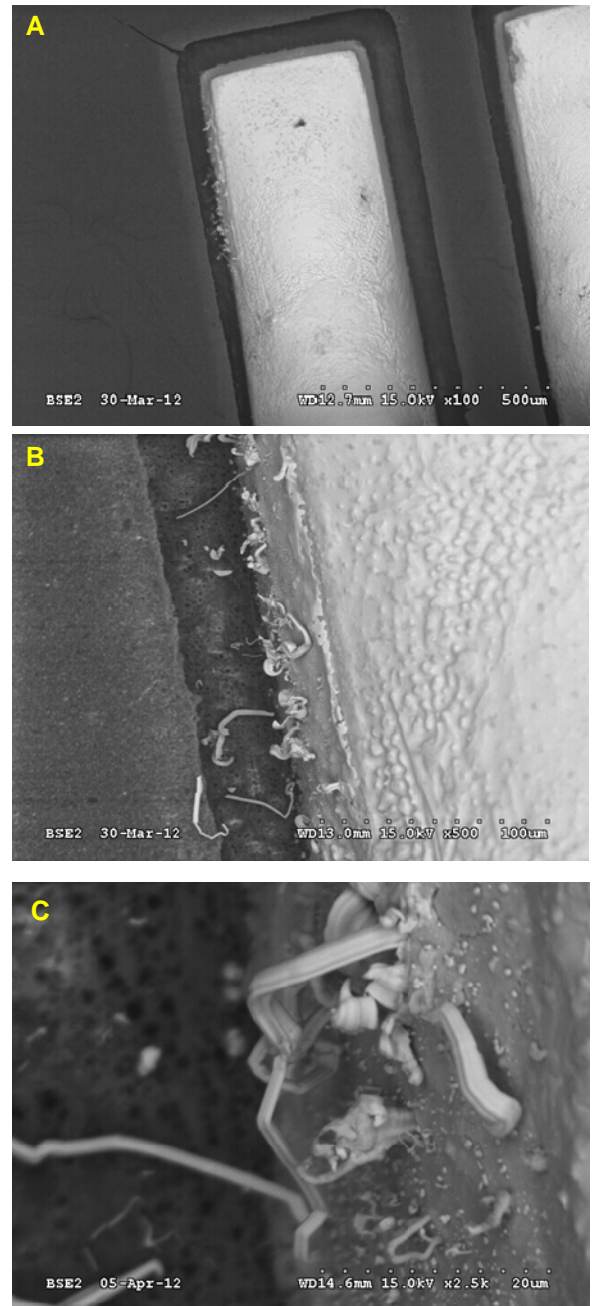 A
BSE2 30-Mar-12 WD12.7mm 15.0kV x100 500um
B
BSE2 30-Mar-12 WD13.0mm 15.0kV x500 100um
C
BSE2 05-Apr-12 WD14.6mm 15.0kV x2.5k 20um